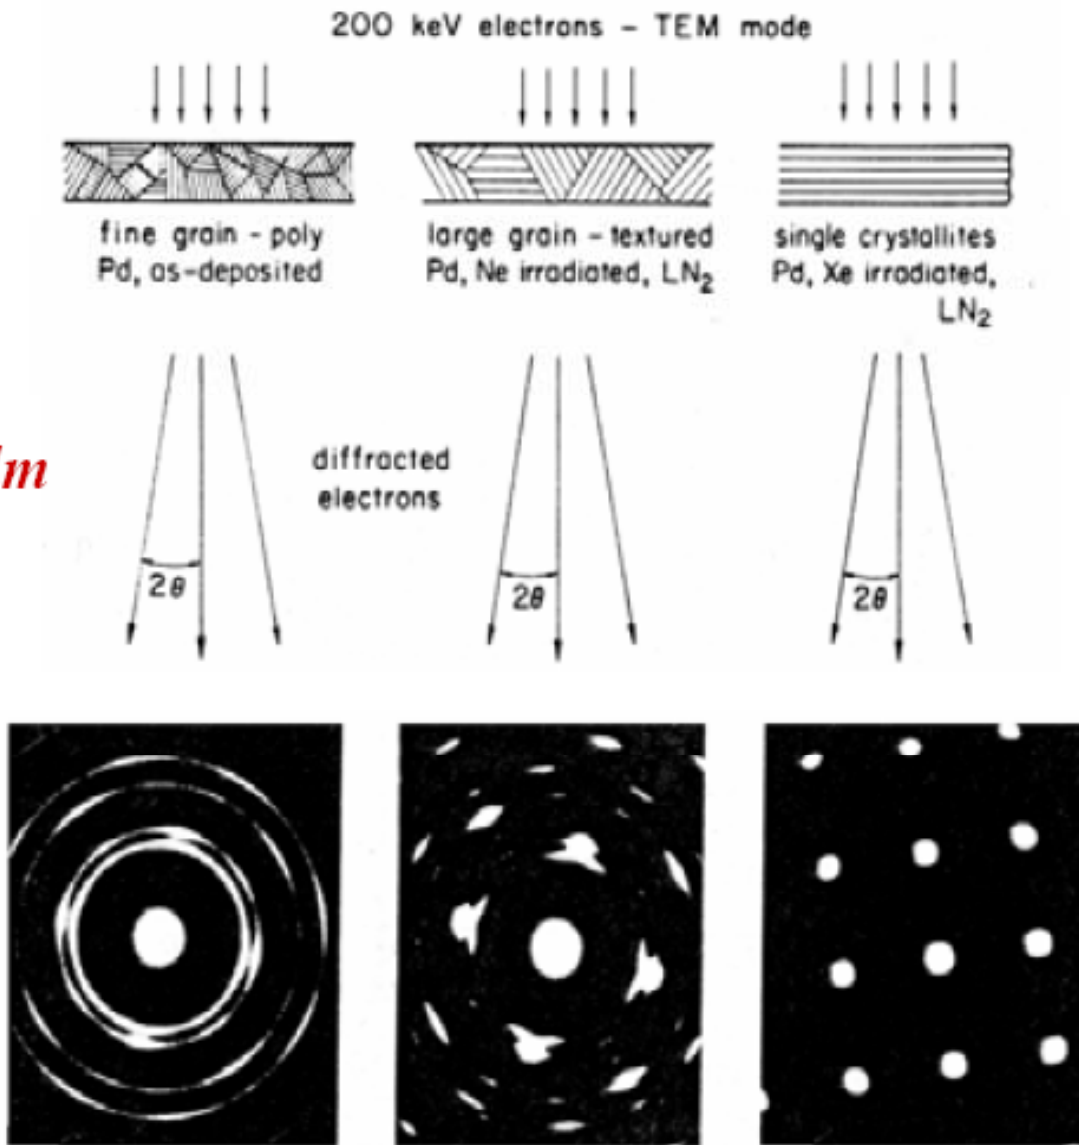 200 keV electrons – TEM mode
fine grain - poly
Pd, as-deposited
large grain - textured
Pd, Ne irradiated, LN₂
single crystallites
Pd, Xe irradiated,
LN₂
diffracted
electrons
2θ
2θ
2θ